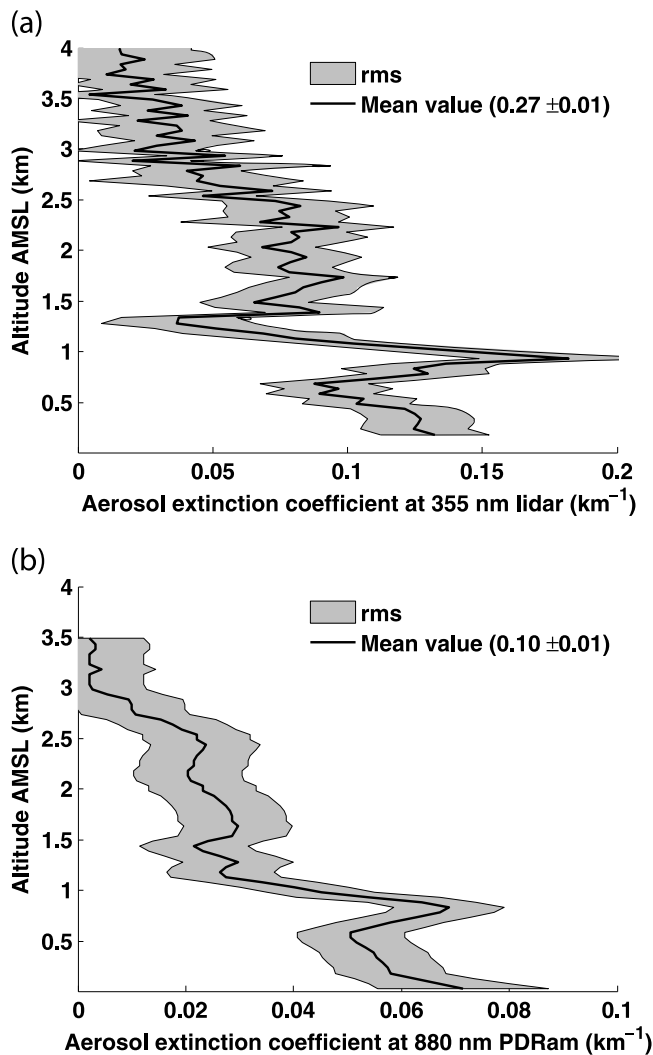 (a)
4
3.5
3
2.5
2
1.5
1
0.5
Altitude AMSL (km)
rms
Mean value (0.27 ±0.01)
0 0.05 0.1 0.15 0.2
Aerosol extinction coefficient at 355 nm lidar (km⁻¹)
(b)
4
3.5
3
2.5
2
1.5
1
0.5
Altitude AMSL (km)
rms
Mean value (0.10 ±0.01)
0 0.02 0.04 0.06 0.08 0.1
Aerosol extinction coefficient at 880 nm PDRam (km⁻¹)